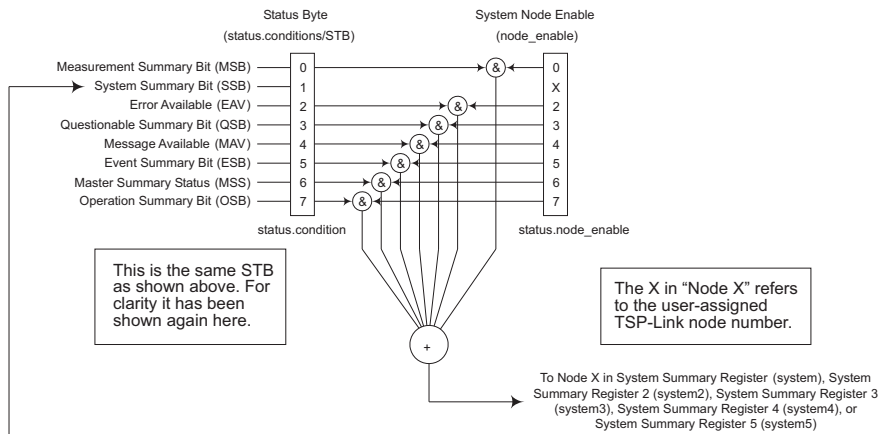 Status Byte
(status.conditions/STB)
System Node Enable
(node_enable)
Measurement Summary Bit (MSB)
System Summary Bit (SSB)
Error Available (EAV)
Questionable Summary Bit (QSB)
Message Available (MAV)
Event Summary Bit (ESB)
Master Summary Status (MSS)
Operation Summary Bit (OSB)
0
1
2
3
4
5
6
7
&
&
&
&
&
&
&
0
X
2
3
4
5
6
7
status.condition
status.node_enable
This is the same STB
as shown above. For
clarity it has been
shown again here.
The X in “Node X” refers
to the user-assigned
TSP-Link node number.
+
To Node X in System Summary Register (system), System
Summary Register 2 (system2), System Summary Register 3
(system3), System Summary Register 4 (system4), or
System Summary Register 5 (system5)